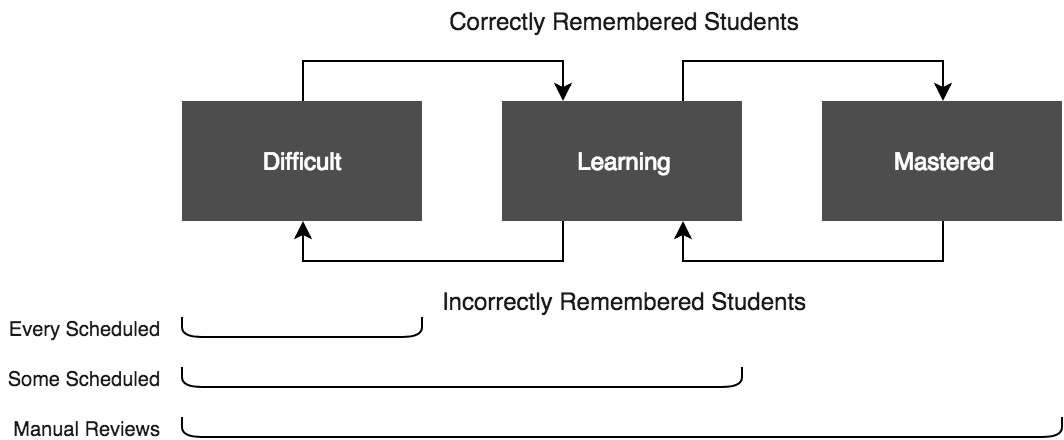 Correctly Remembered Students
Difficult
Learning
Mastered
Incorrectly Remembered Students
Every Scheduled
Some Scheduled
Manual Reviews